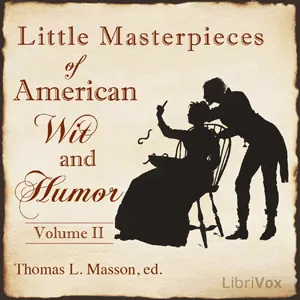 Little Masterpieces
of
American
Wit
and
Humor
Volume II
Thomas L. Masson, ed.
LibriVox